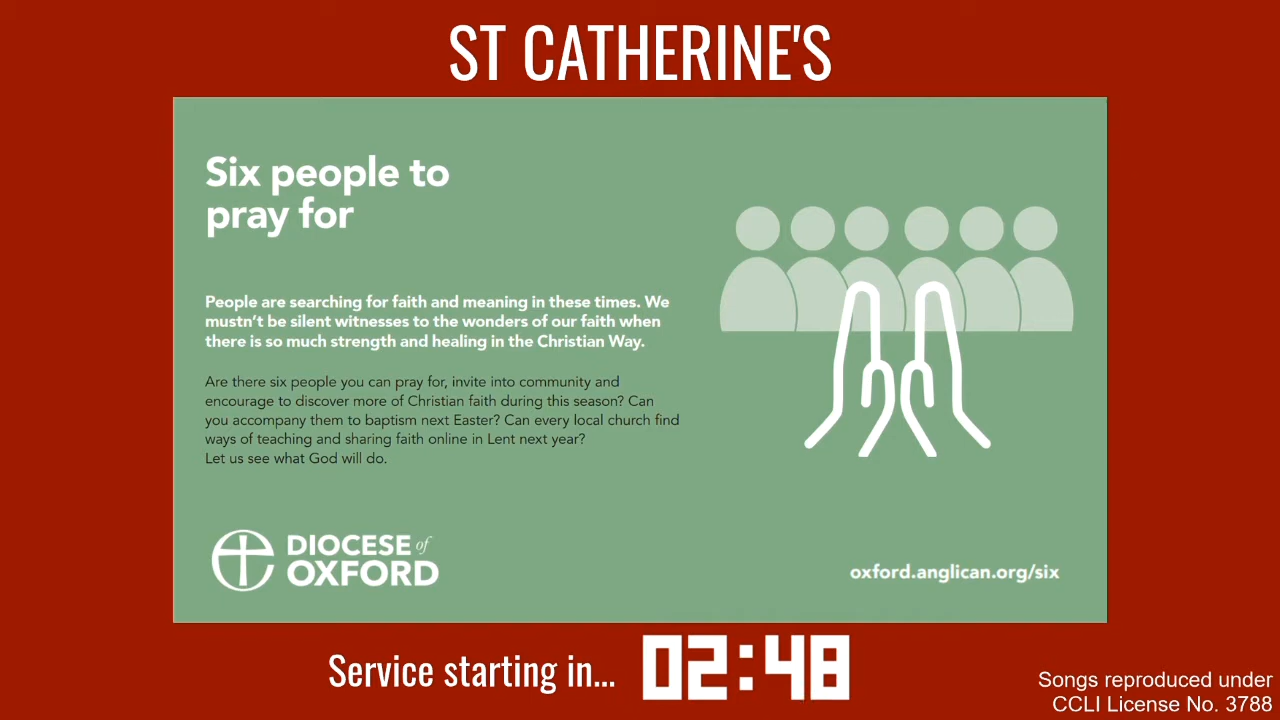 ST CATHERINE'S
Six people to
pray for
People are searching for faith and meaning in these times. We
mustn't be silent witnesses to the wonders of our faith when
there is so much strength and healing in the Christian Way.
Are there six people you can pray for, invite into community and
encourage to discover more of Christian faith during this season? Can
you accompany them to baptism next Easter? Can every local church find
ways of teaching and sharing faith online in Lent next year?
Let us see what God will do.
DIOCESE of
OXFORD
oxford.anglican.org/six
Service starting in... 02:48
Songs reproduced under
CCLI License No. 3788